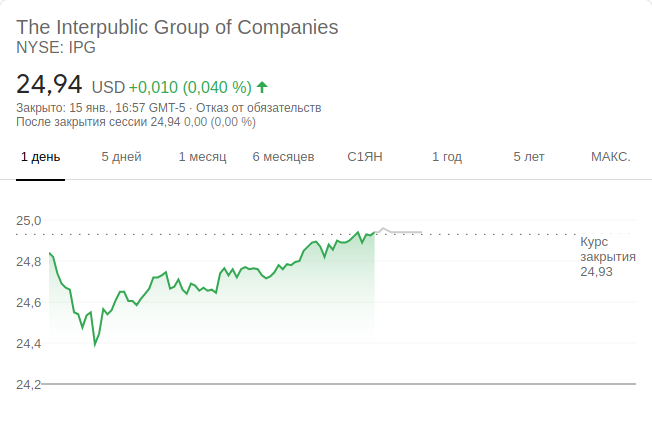 The Interpublic Group of Companies
NYSE: IPG
24,94 USD +0,010 (0,040 %)
Закрыто: 15 янв., 16:57 GMT-5 · Отказ от обязательств
После закрытия сессии 24,94 0,00 (0,00 %)
1 день 5 дней 1 месяц 6 месяцев С1ЯН 1 год 5 лет МАКС.
25,0
24,8
24,6
24,4
24,2
Курс
закрытия
24,93